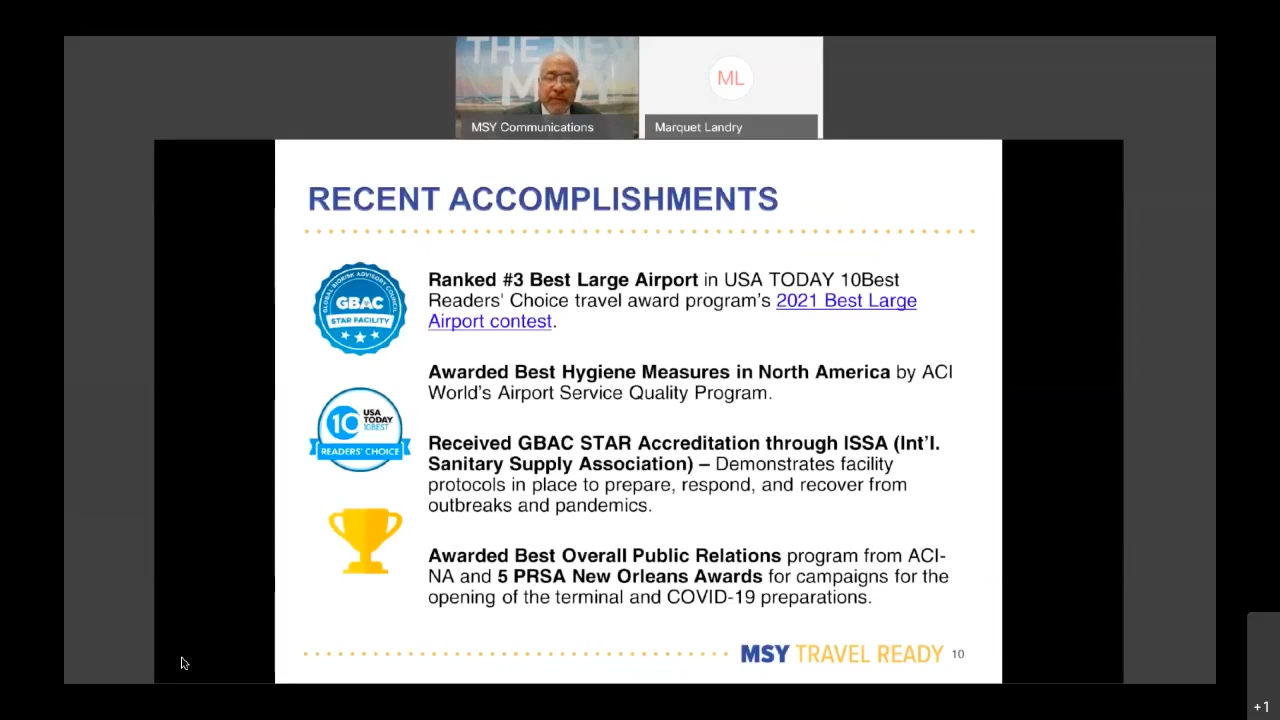 THE NEW
MSY
ML
MSY Communications
Marquet Landry
RECENT ACCOMPLISHMENTS
GLOBAL BIORISK ADVISORY COUNCIL
GBAC
STAR FACILITY
Ranked #3 Best Large Airport in USA TODAY 10Best
Readers' Choice travel award program's 2021 Best Large
Airport contest.
Awarded Best Hygiene Measures in North America by ACI
World's Airport Service Quality Program.
10 USA
TODAY
10BEST
READERS' CHOICE
Received GBAC STAR Accreditation through ISSA (Int'l.
Sanitary Supply Association) – Demonstrates facility
protocols in place to prepare, respond, and recover from
outbreaks and pandemics.
Awarded Best Overall Public Relations program from ACI-
NA and 5 PRSA New Orleans Awards for campaigns for the
opening of the terminal and COVID-19 preparations.
MSY TRAVEL READY 10
+1